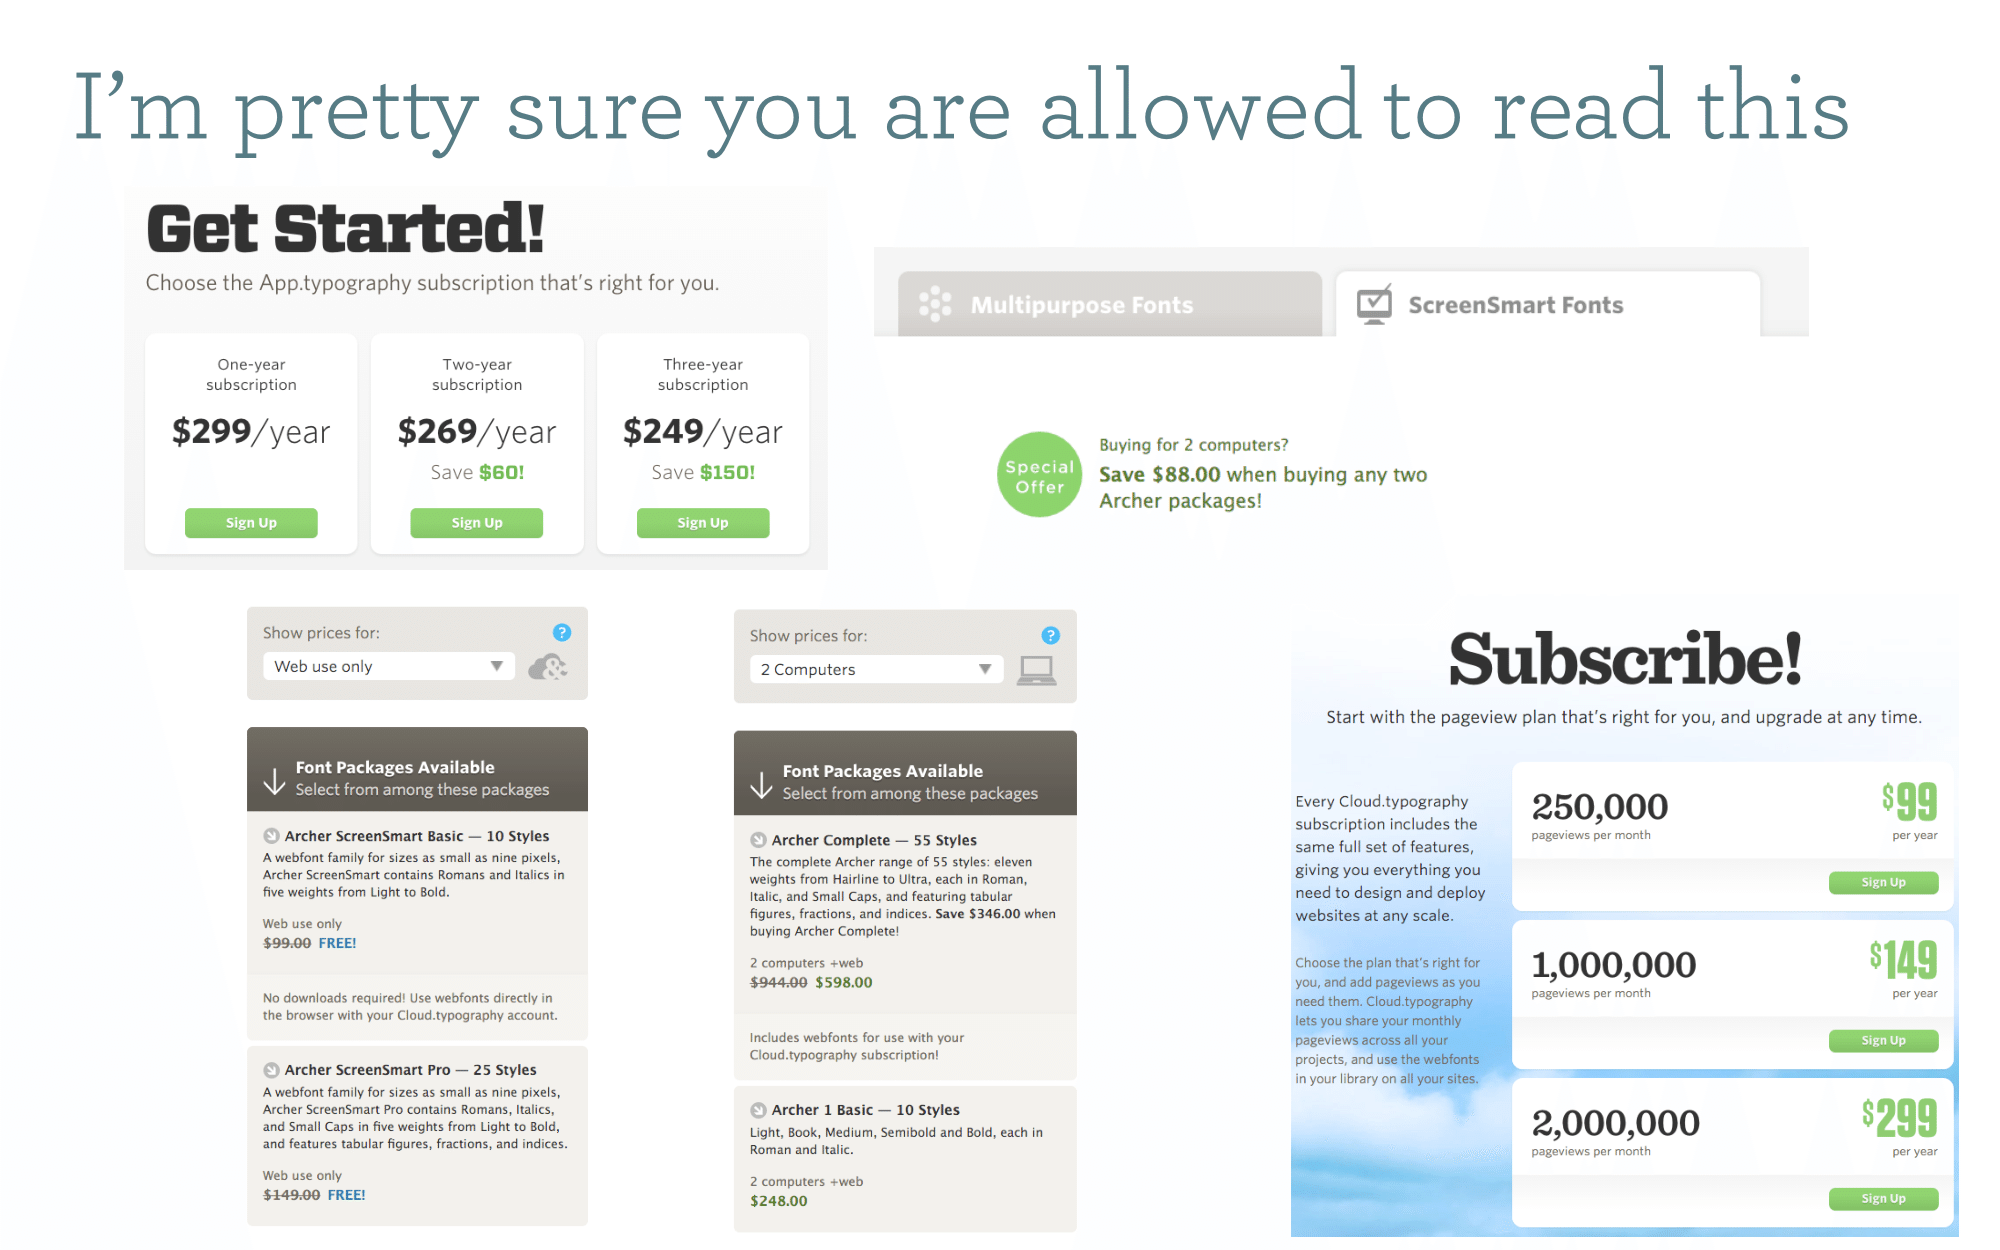 I’m pretty sure you are allowed to read this
Get Started!
Choose the App.typography subscription that’s right for you.
One-year
subscription
$299/year
Sign Up
Two-year
subscription
$269/year
Save $60!
Sign Up
Three-year
subscription
$249/year
Save $150!
Sign Up
Multipurpose Fonts
ScreenSmart Fonts
Special
Offer
Buying for 2 computers?
Save $88.00 when buying any two
Archer packages!
Show prices for:
?
Web use only
Font Packages Available
Select from among these packages
Archer ScreenSmart Basic — 10 Styles
A webfont family for sizes as small as nine pixels,
Archer ScreenSmart contains Romans and Italics in
five weights from Light to Bold.
Web use only
$99.00 FREE!
No downloads required! Use webfonts directly in
the browser with your Cloud.typography account.
Archer ScreenSmart Pro — 25 Styles
A webfont family for sizes as small as nine pixels,
Archer ScreenSmart Pro contains Romans, Italics,
and Small Caps in five weights from Light to Bold,
and features tabular figures, fractions, and indices.
Web use only
$149.00 FREE!
Show prices for:
?
2 Computers
Font Packages Available
Select from among these packages
Archer Complete — 55 Styles
The complete Archer range of 55 styles: eleven
weights from Hairline to Ultra, each in Roman,
Italic, and Small Caps, and featuring tabular
figures, fractions, and indices. Save $346.00 when
buying Archer Complete!
2 computers +web
$944.00 $598.00
Includes webfonts for use with your
Cloud.typography subscription!
Archer 1 Basic — 10 Styles
Light, Book, Medium, Semibold and Bold, each in
Roman and Italic.
2 computers +web
$248.00
Subscribe!
Start with the pageview plan that’s right for you, and upgrade at any time.
Every Cloud.typography
subscription includes the
same full set of features,
giving you everything you
need to design and deploy
websites at any scale.
Choose the plan that’s right for
you, and add pageviews as you
need them. Cloud.typography
lets you share your monthly
pageviews across all your
projects, and use the webfonts
in your library on all your sites.
250,000
pageviews per month
$99
per year
Sign Up
1,000,000
pageviews per month
$149
per year
Sign Up
2,000,000
pageviews per month
$299
per year
Sign Up